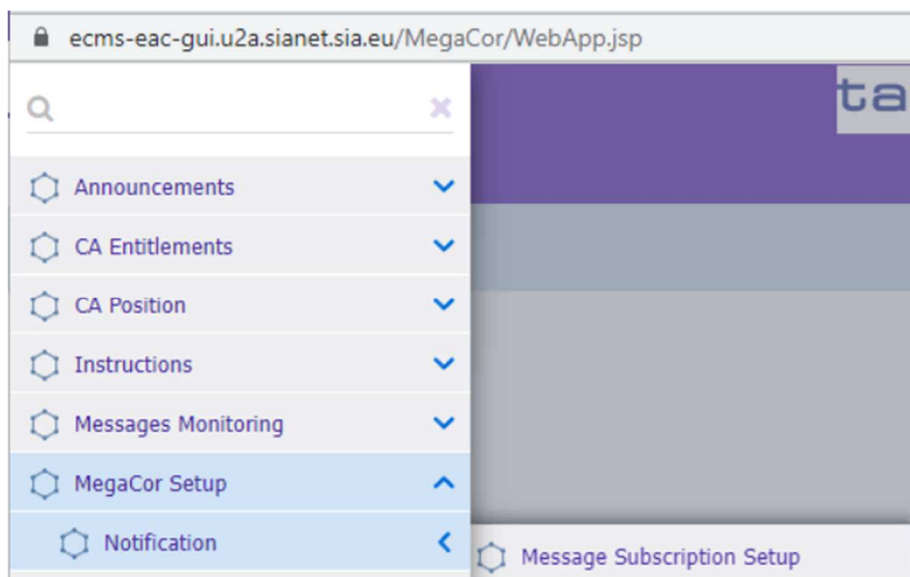 ecms-eac-gui.u2a.sianet.sia.eu/MegaCor/WebApp.jsp
ta
Announcements
CA Entitlements
CA Position
Instructions
Messages Monitoring
MegaCor Setup
Notification
Message Subscription Setup